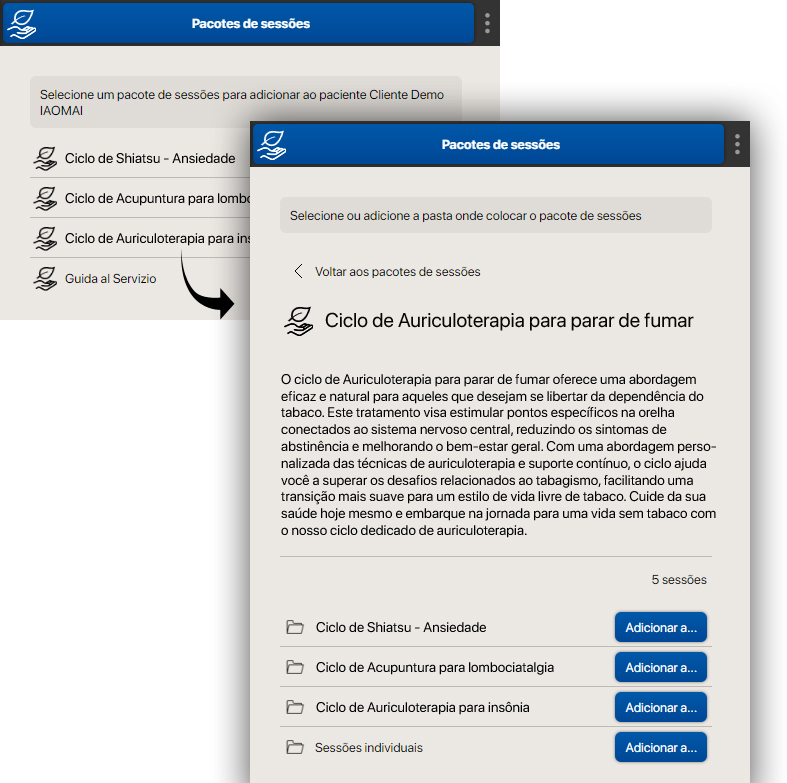 Pacotes de sessões
Selecione um pacote de sessões para adicionar ao paciente Cliente Demo
IAOMAI
Ciclo de Shiatsu - Ansiedade
Ciclo de Acupuntura para lombo
Ciclo de Auriculoterapia para ins
Guida al Servizio
Pacotes de sessões
Selecione ou adicione a pasta onde colocar o pacote de sessões
Voltar aos pacotes de sessões
Ciclo de Auriculoterapia para parar de fumar
O ciclo de Auriculoterapia para parar de fumar oferece uma abordagem
eficaz e natural para aqueles que desejam se libertar da dependência do
tabaco. Este tratamento visa estimular pontos específicos na orelha
conectados ao sistema nervoso central, reduzindo os sintomas de
abstinência e melhorando o bem-estar geral. Com uma abordagem perso-
nalizada das técnicas de auriculoterapia e suporte contínuo, o ciclo ajuda
você a superar os desafios relacionados ao tabagismo, facilitando uma
transição mais suave para um estilo de vida livre de tabaco. Cuide da sua
saúde hoje mesmo e embarque na jornada para uma vida sem tabaco com
o nosso ciclo dedicado de auriculoterapia.
5 sessões
Ciclo de Shiatsu - Ansiedade Adicionar a...
Ciclo de Acupuntura para lombociatalgia Adicionar a...
Ciclo de Auriculoterapia para insônia Adicionar a...
Sessões individuais Adicionar a...